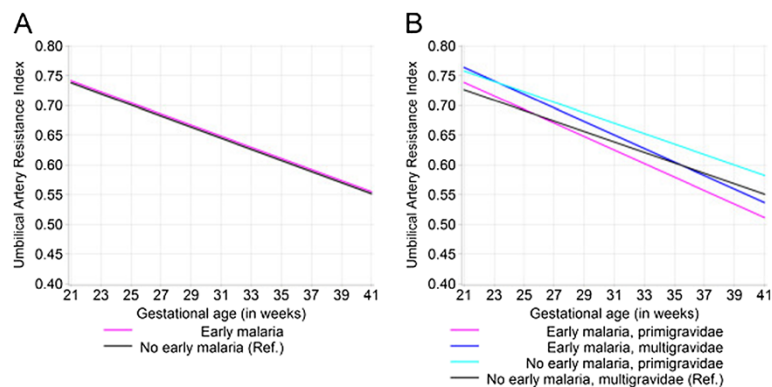 A
Umbilical Artery Resistance Index
0.80
0.75
0.70
0.65
0.60
0.55
0.50
0.45
0.40
21 23 25 27 29 31 33 35 37 39 41
Gestational age (in weeks)
Early malaria
No early malaria (Ref.)
B
Umbilical Artery Resistance Index
0.80
0.75
0.70
0.65
0.60
0.55
0.50
0.45
0.40
21 23 25 27 29 31 33 35 37 39 41
Gestational age (in weeks)
Early malaria, primigravidae
Early malaria, multigravidae
No early malaria, primigravidae
No early malaria, multigravidae (Ref.)